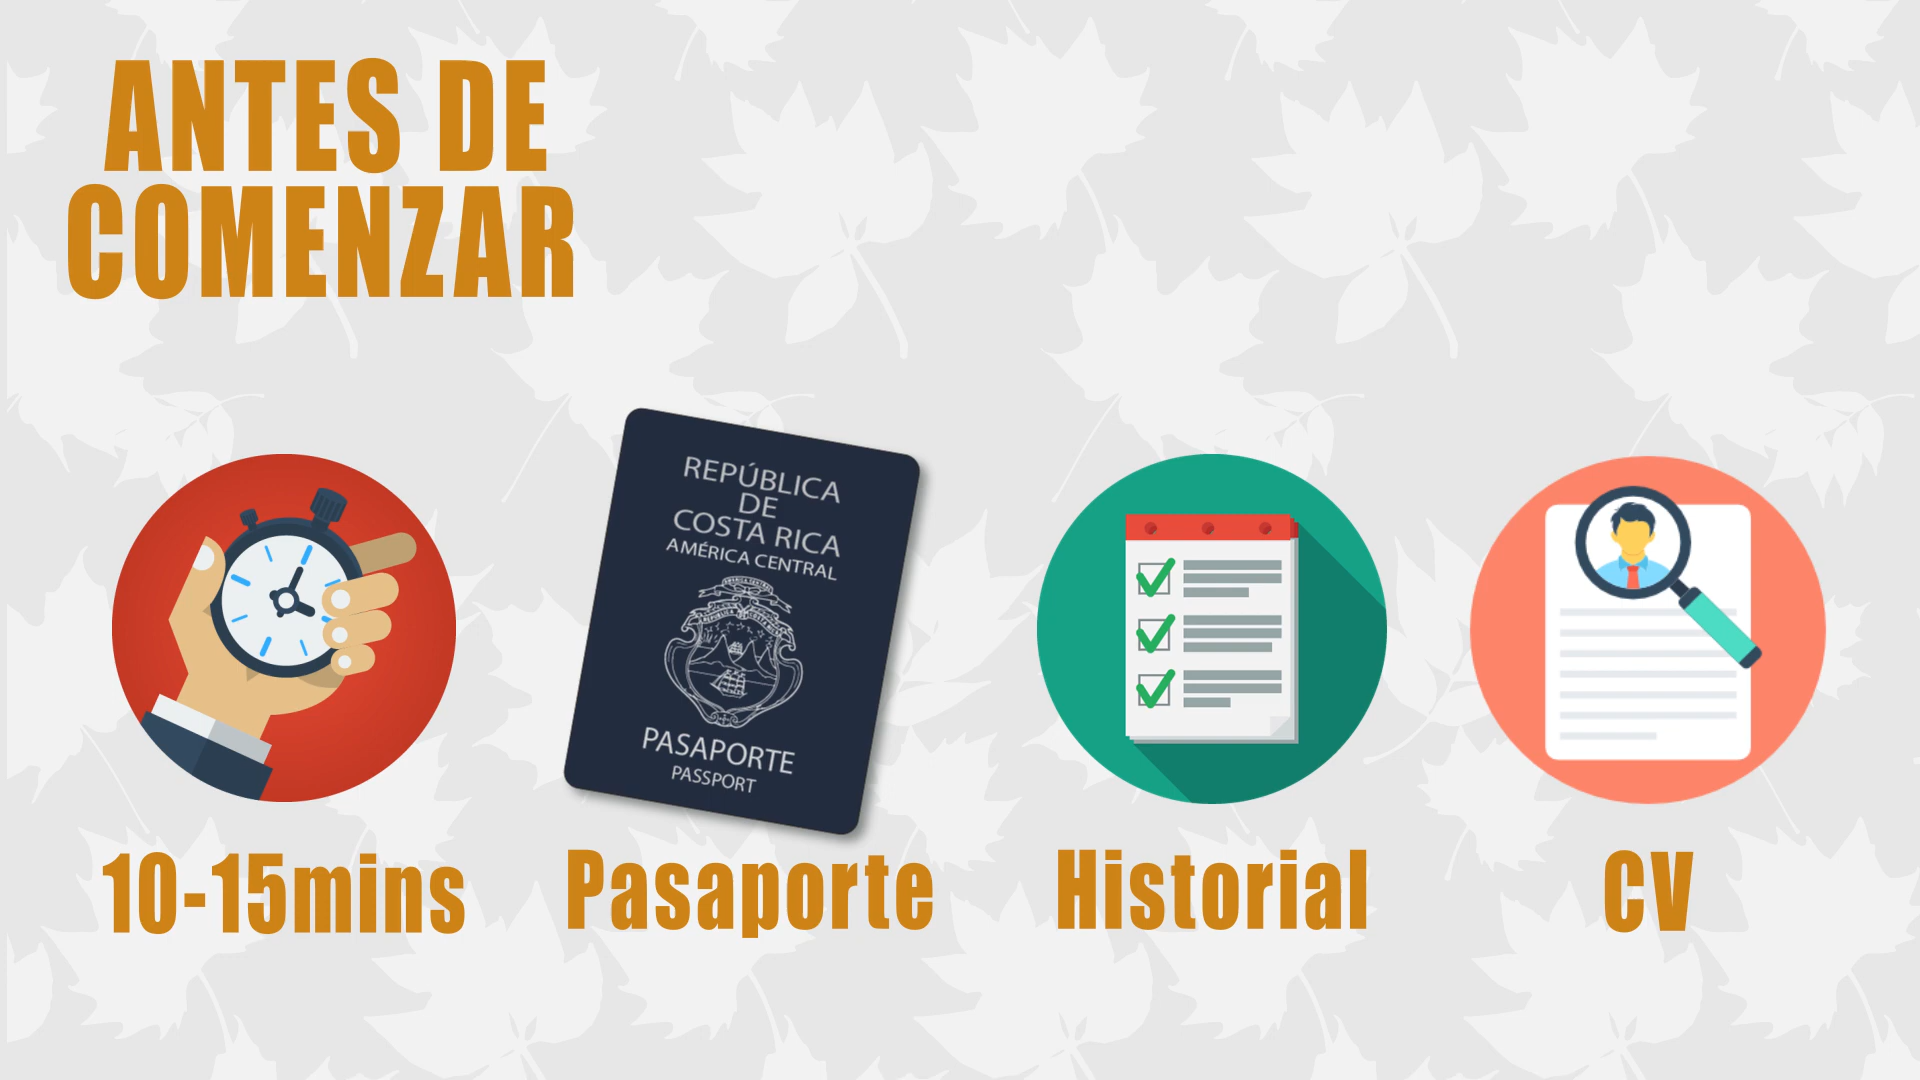 ANTES DE
COMENZAR
REPÚBLICA
DE
COSTA RICA
AMÉRICA CENTRAL
PASAPORTE
PASSPORT
10-15mins
Pasaporte
Historial
CV